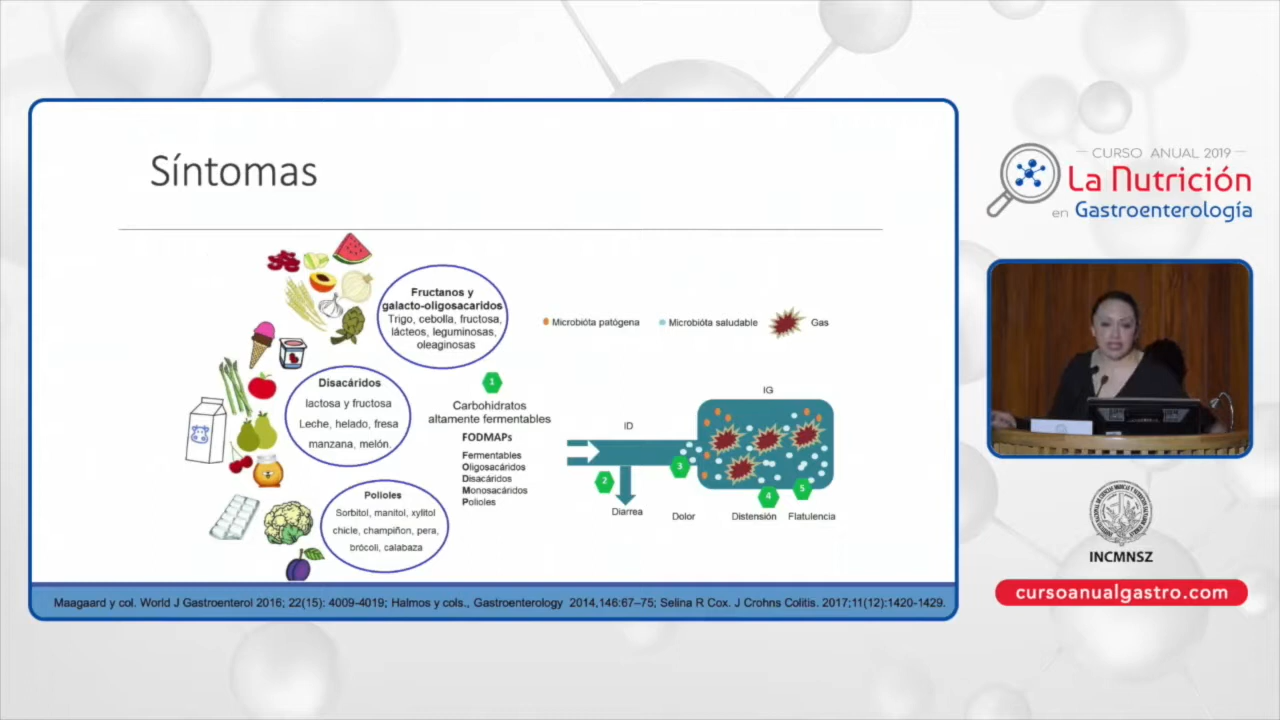 Síntomas
Fructanos y
galacto-oligosacaridos
Trigo, cebolla, fructosa,
lácteos, leguminosas,
oleaginosas
Disacáridos
lactosa y fructosa
Leche, helado, fresa
manzana, melón.
Polioles
Sorbitol, manitol, xylitol
chicle, champiñon, pera,
brócoli, calabaza
1
Carbohidratos
altamente fermentables
FODMAPs
Fermentables
Oligosacáridos
Disacáridos
Monosacáridos
Polioles
Microbióta patógena
Microbióta saludable
Gas
ID
IG
2
3
4
5
Diarrea
Dolor
Distensión
Flatulencia
Maagaard y col. World J Gastroenterol 2016; 22(15): 4009-4019; Halmos y cols., Gastroenterology 2014,146:67–75; Selina R Cox. J Crohns Colitis. 2017;11(12):1420-1429.
CURSO ANUAL 2019
La Nutrición
en Gastroenterología
INCMNSZ
cursoanualgastro.com